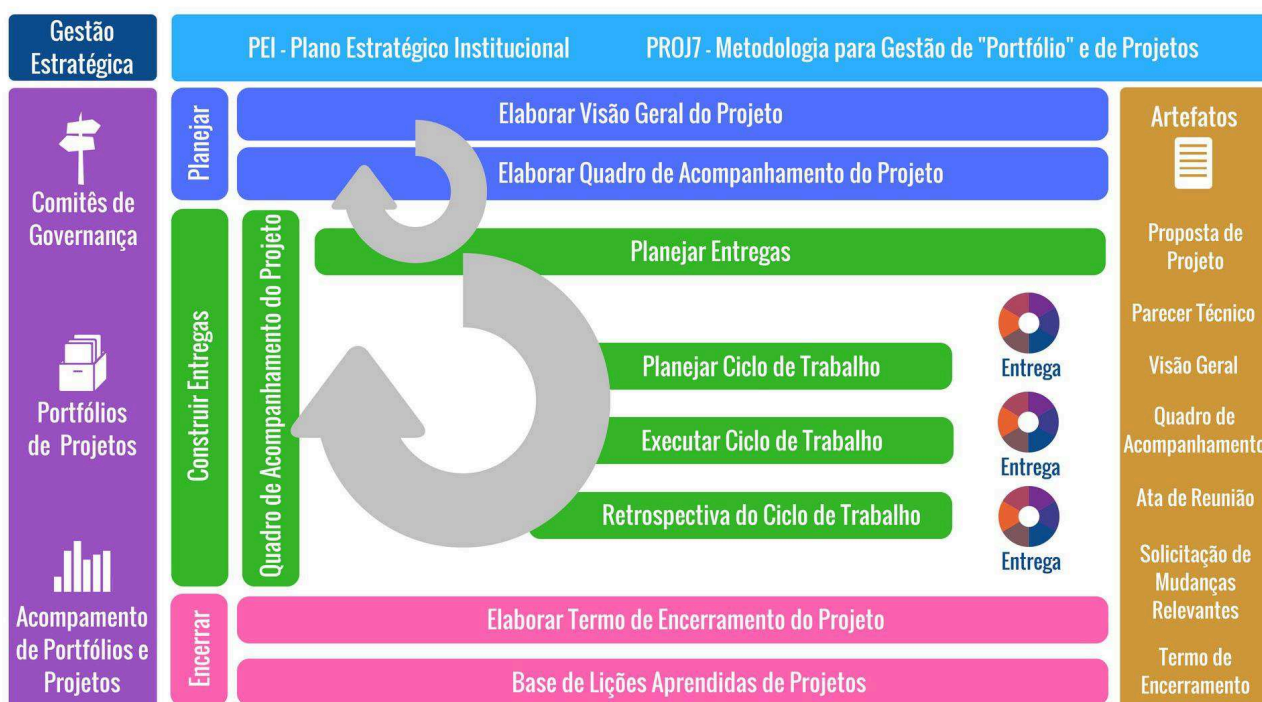 Gestão
Estratégica
PEI - Plano Estratégico Institucional
PROJ7 - Metodologia para Gestão de "Portfólio" e de Projetos
Comitês de
Governança
Portfólios
de Projetos
Acompamento
de Portfólios e
Projetos
Planejar
Elaborar Visão Geral do Projeto
Elaborar Quadro de Acompanhamento do Projeto
Construir Entregas
Quadro de Acompanhamento do Projeto
Planejar Entregas
Planejar Ciclo de Trabalho
Entrega
Executar Ciclo de Trabalho
Entrega
Retrospectiva do Ciclo de Trabalho
Entrega
Encerrar
Elaborar Termo de Encerramento do Projeto
Base de Lições Aprendidas de Projetos
Artefatos
Proposta de
Projeto
Parecer Técnico
Visão Geral
Quadro de
Acompanhamento
Ata de Reunião
Solicitação de
Mudanças
Relevantes
Termo de
Encerramento